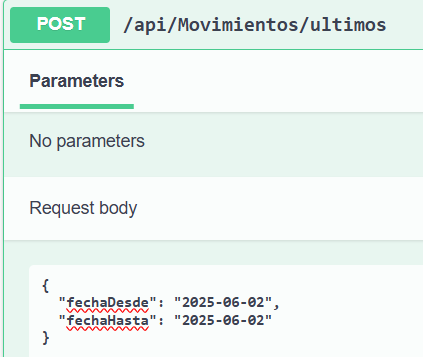 POST /api/Movimientos/ultimos
Parameters
No parameters
Request body
{
  "fechaDesde": "2025-06-02",
  "fechaHasta": "2025-06-02"
}